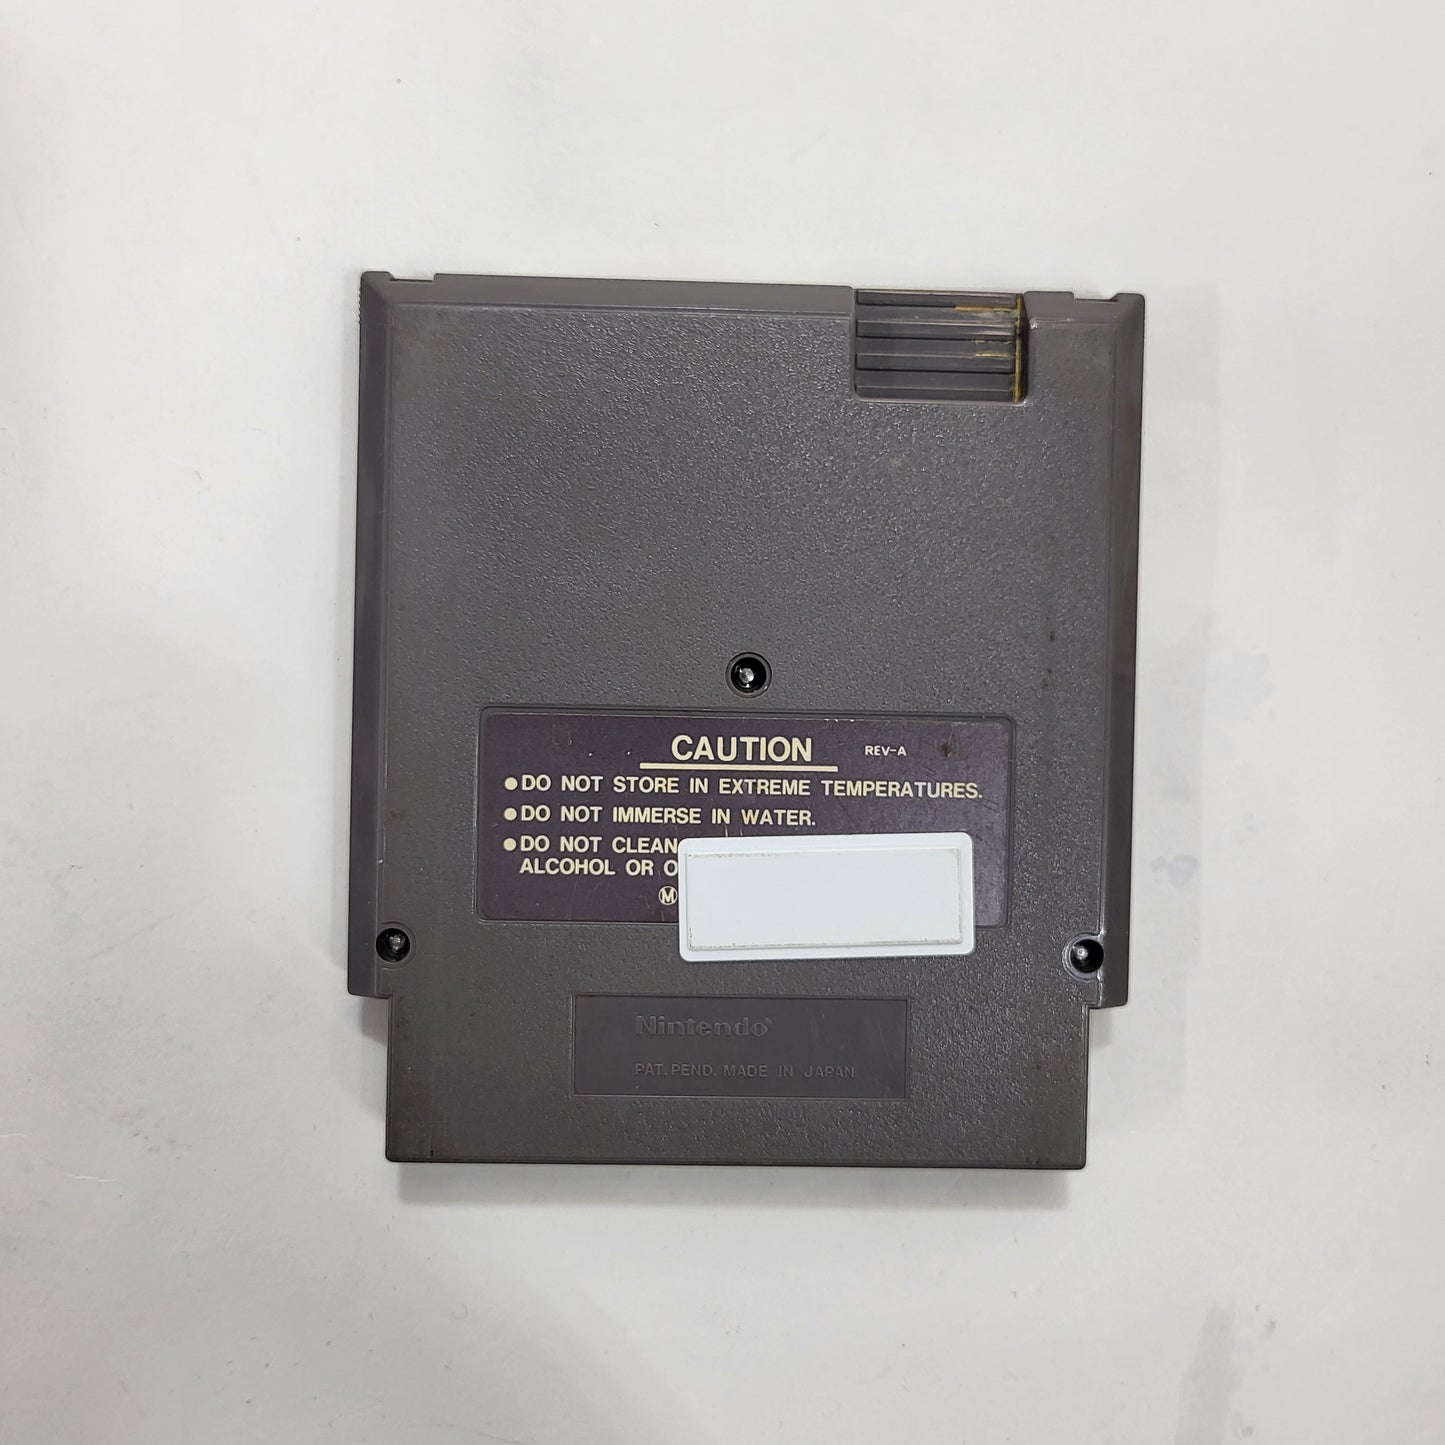 CAUTION REV-A
●DO NOT STORE IN EXTREME TEMPERATURES.
●DO NOT IMMERSE IN WATER.
●DO NOT CLEAN
ALCOHOL OR O
Ⓜ
Nintendo®
PAT. PEND. MADE IN JAPAN